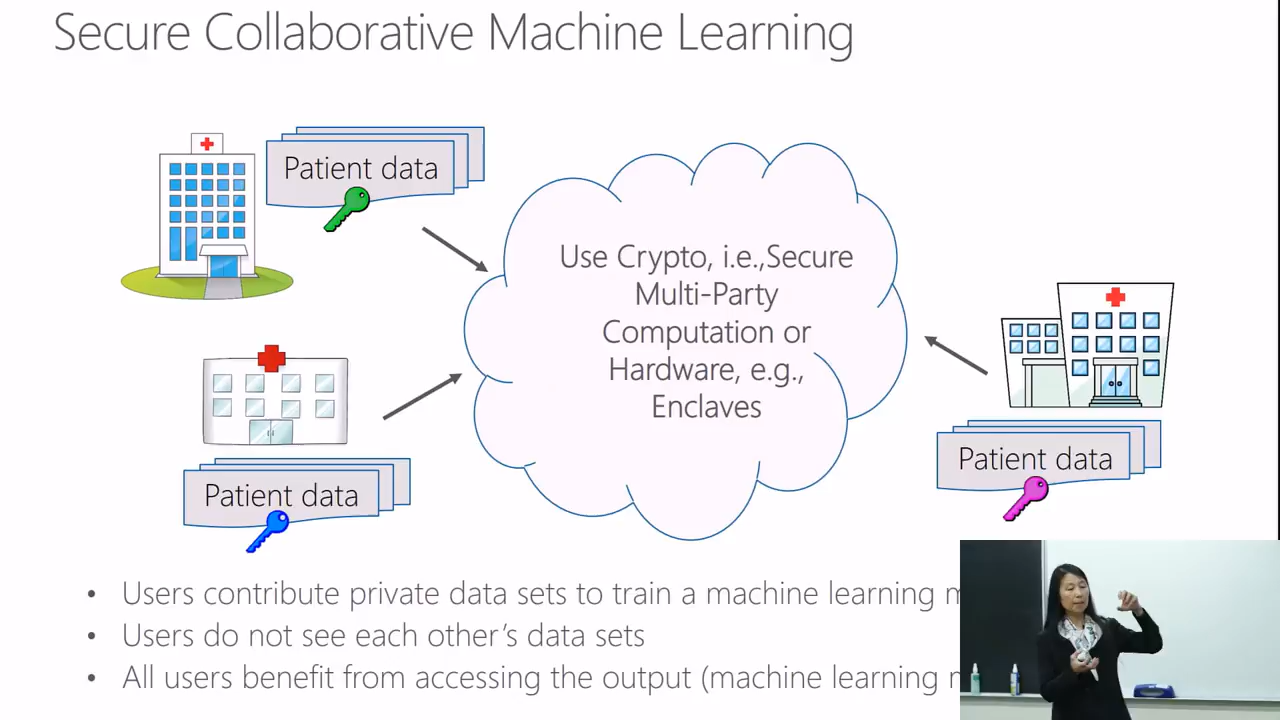 Secure Collaborative Machine Learning
Patient data
Use Crypto, i.e.,Secure
Multi-Party
Computation or
Hardware, e.g.,
Enclaves
Patient data
Patient data
• Users contribute private data sets to train a machine learning
• Users do not see each other's data sets
• All users benefit from accessing the output (machine learning